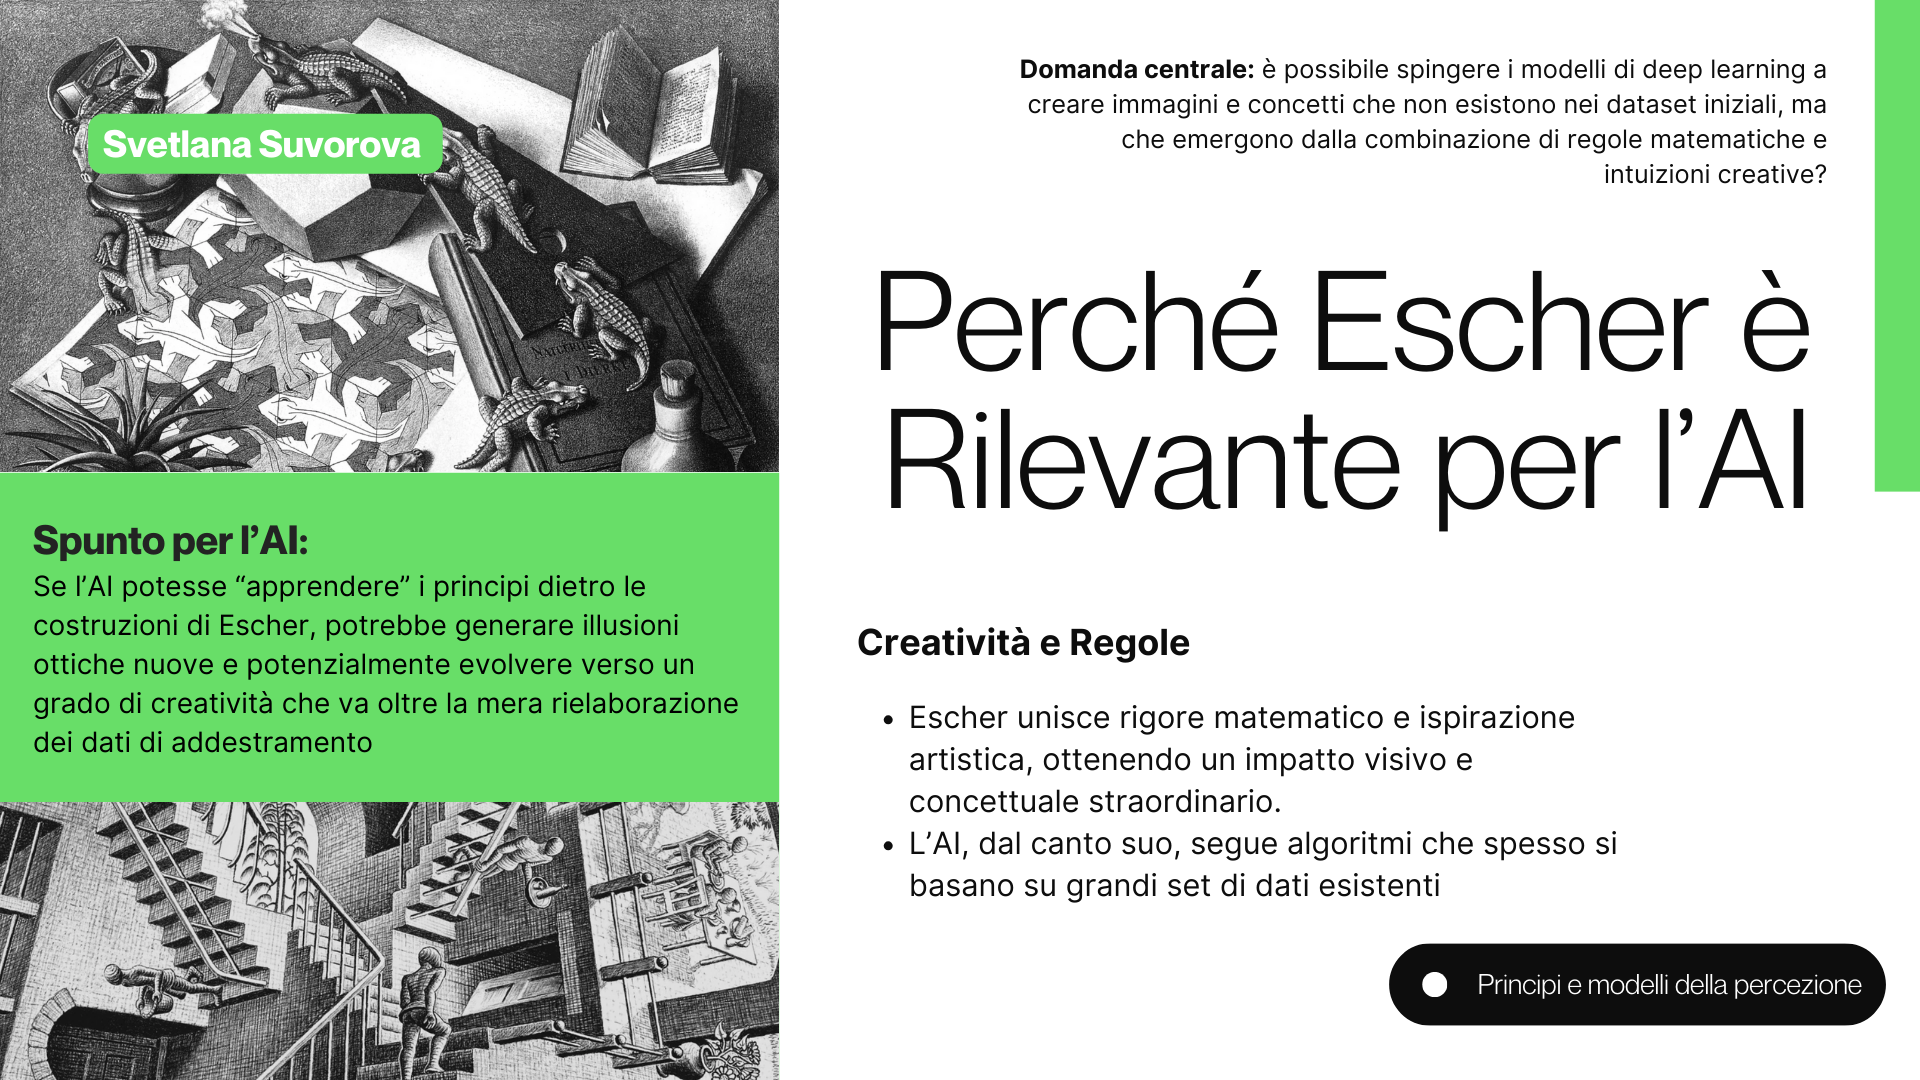 Svetlana Suvorova
Spunto per l’AI:
Se l’AI potesse “apprendere” i principi dietro le
costruzioni di Escher, potrebbe generare illusioni
ottiche nuove e potenzialmente evolvere verso un
grado di creatività che va oltre la mera rielaborazione
dei dati di addestramento
Domanda centrale: è possibile spingere i modelli di deep learning a
creare immagini e concetti che non esistono nei dataset iniziali, ma
che emergono dalla combinazione di regole matematiche e
intuizioni creative?
Perché Escher è
Rilevante per l’AI
Creatività e Regole
• Escher unisce rigore matematico e ispirazione
artistica, ottenendo un impatto visivo e
concettuale straordinario.
• L’AI, dal canto suo, segue algoritmi che spesso si
basano su grandi set di dati esistenti
Principi e modelli della percezione